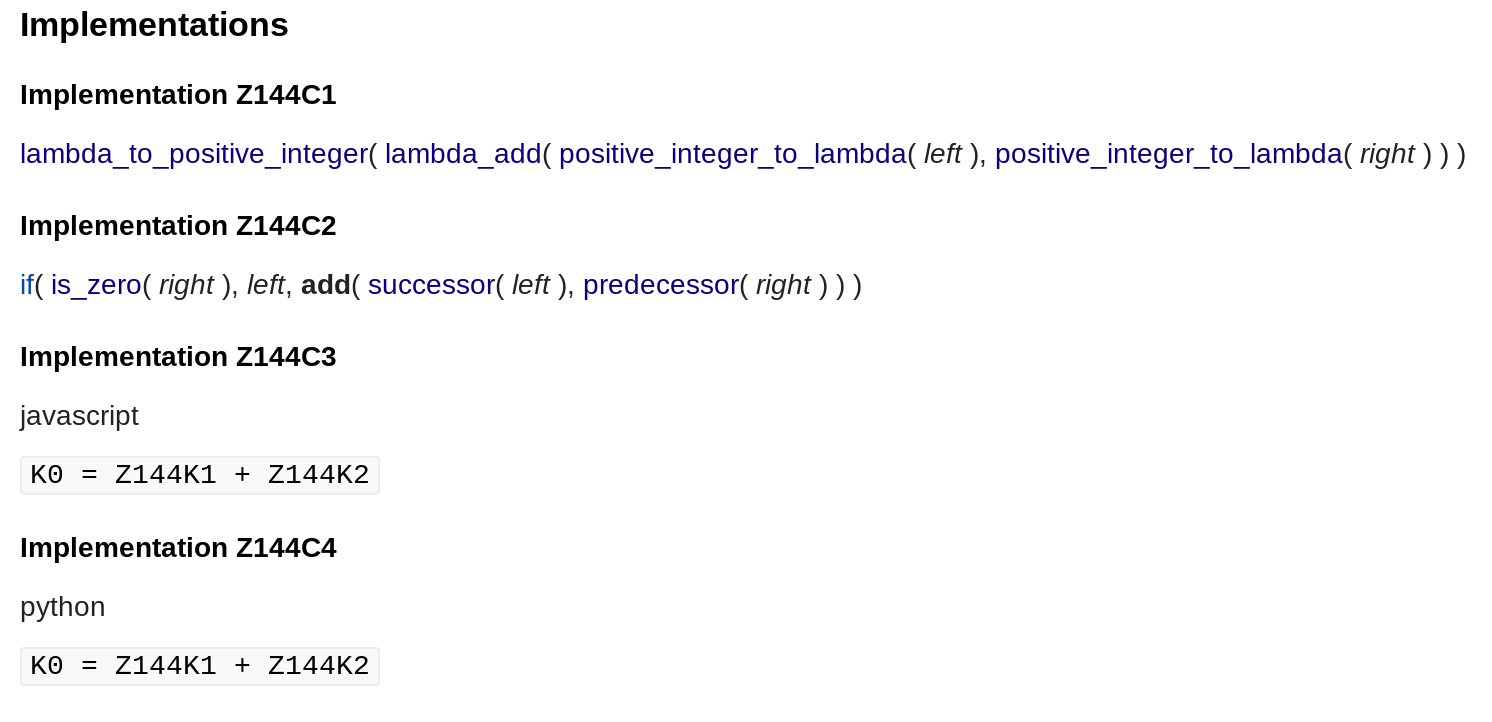 Implementations
Implementation Z144C1
lambda_to_positive_integer( lambda_add( positive_integer_to_lambda( left ), positive_integer_to_lambda( right ) ) )
Implementation Z144C2
if( is_zero( right ), left, add( successor( left ), predecessor( right ) ) )
Implementation Z144C3
javascript
K0 = Z144K1 + Z144K2
Implementation Z144C4
python
K0 = Z144K1 + Z144K2